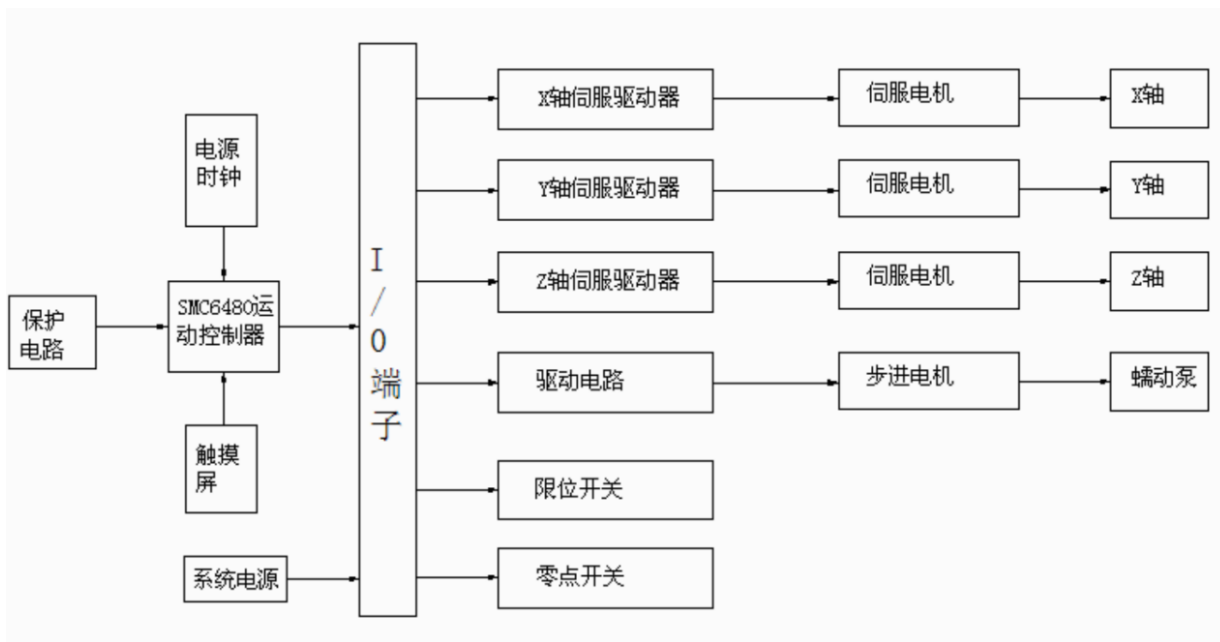 X轴伺服驱动器
伺服电机
X轴
电源
时钟
Y轴伺服驱动器
伺服电机
Y轴
I
/
O
端
子
Z轴伺服驱动器
伺服电机
Z轴
保护
电路
SMC6480运
动控制器
驱动电路
步进电机
蠕动泵
触摸
屏
限位开关
系统电源
零点开关